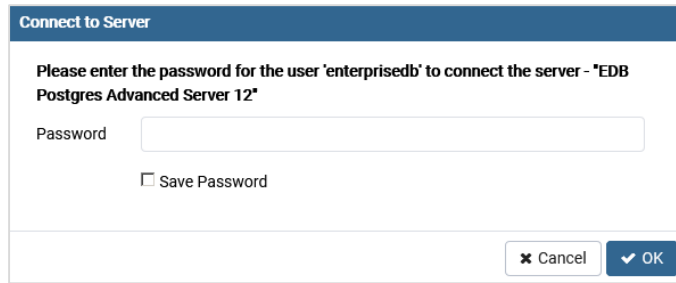 Connect to Server
Please enter the password for the user 'enterprisedb' to connect the server - "EDB
Postgres Advanced Server 12"
Password
Save Password
Cancel
OK